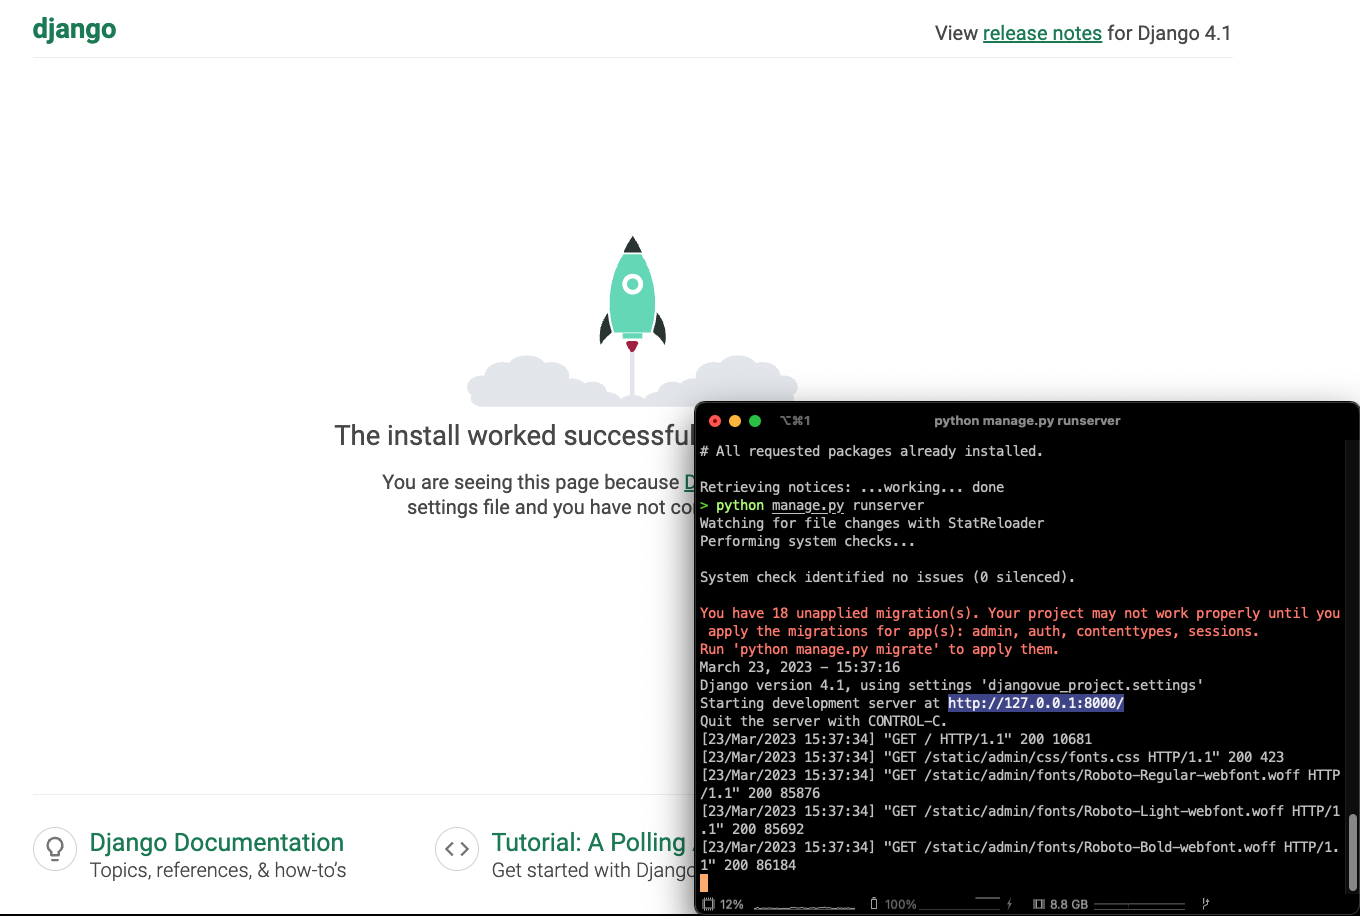 django
View release notes for Django 4.1
The install worked successful
You are seeing this page because
settings file and you have not
Django Documentation
Topics, references, & how-to’s
Tutorial: A Polling
Get started with Django
⌥⌘1
python manage.py runserver
# All requested packages already installed.
Retrieving notices: ...working... done
> python manage.py runserver
Watching for file changes with StatReloader
Performing system checks...
System check identified no issues (0 silenced).
You have 18 unapplied migration(s). Your project may not work properly until you
apply the migrations for app(s): admin, auth, contenttypes, sessions.
Run 'python manage.py migrate' to apply them.
March 23, 2023 - 15:37:16
Django version 4.1, using settings 'djangovue_project.settings'
Starting development server at http://127.0.0.1:8000/
Quit the server with CONTROL-C.
[23/Mar/2023 15:37:34] "GET / HTTP/1.1" 200 10681
[23/Mar/2023 15:37:34] "GET /static/admin/css/fonts.css HTTP/1.1" 200 423
[23/Mar/2023 15:37:34] "GET /static/admin/fonts/Roboto-Regular-webfont.woff HTTP
/1.1" 200 85876
[23/Mar/2023 15:37:34] "GET /static/admin/fonts/Roboto-Light-webfont.woff HTTP/1
.1" 200 85692
[23/Mar/2023 15:37:34] "GET /static/admin/fonts/Roboto-Bold-webfont.woff HTTP/1.
1" 200 86184
12% 100% 8.8 GB